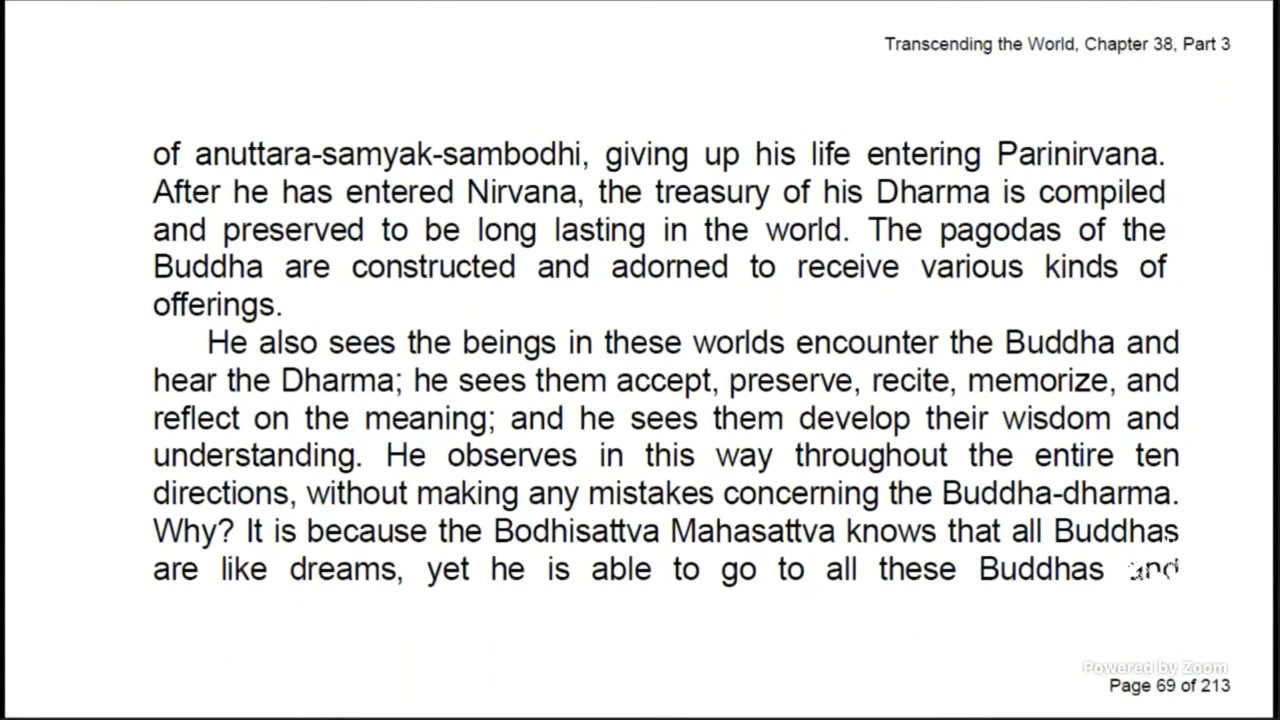 Transcending the World, Chapter 38, Part 3
of anuttara-samyak-sambodhi, giving up his life entering Parinirvana.
After he has entered Nirvana, the treasury of his Dharma is compiled
and preserved to be long lasting in the world. The pagodas of the
Buddha are constructed and adorned to receive various kinds of
offerings.
He also sees the beings in these worlds encounter the Buddha and
hear the Dharma; he sees them accept, preserve, recite, memorize, and
reflect on the meaning; and he sees them develop their wisdom and
understanding. He observes in this way throughout the entire ten
directions, without making any mistakes concerning the Buddha-dharma.
Why? It is because the Bodhisattva Mahasattva knows that all Buddhas
are like dreams, yet he is able to go to all these Buddhas and
Powered by Zoom
Page 69 of 213